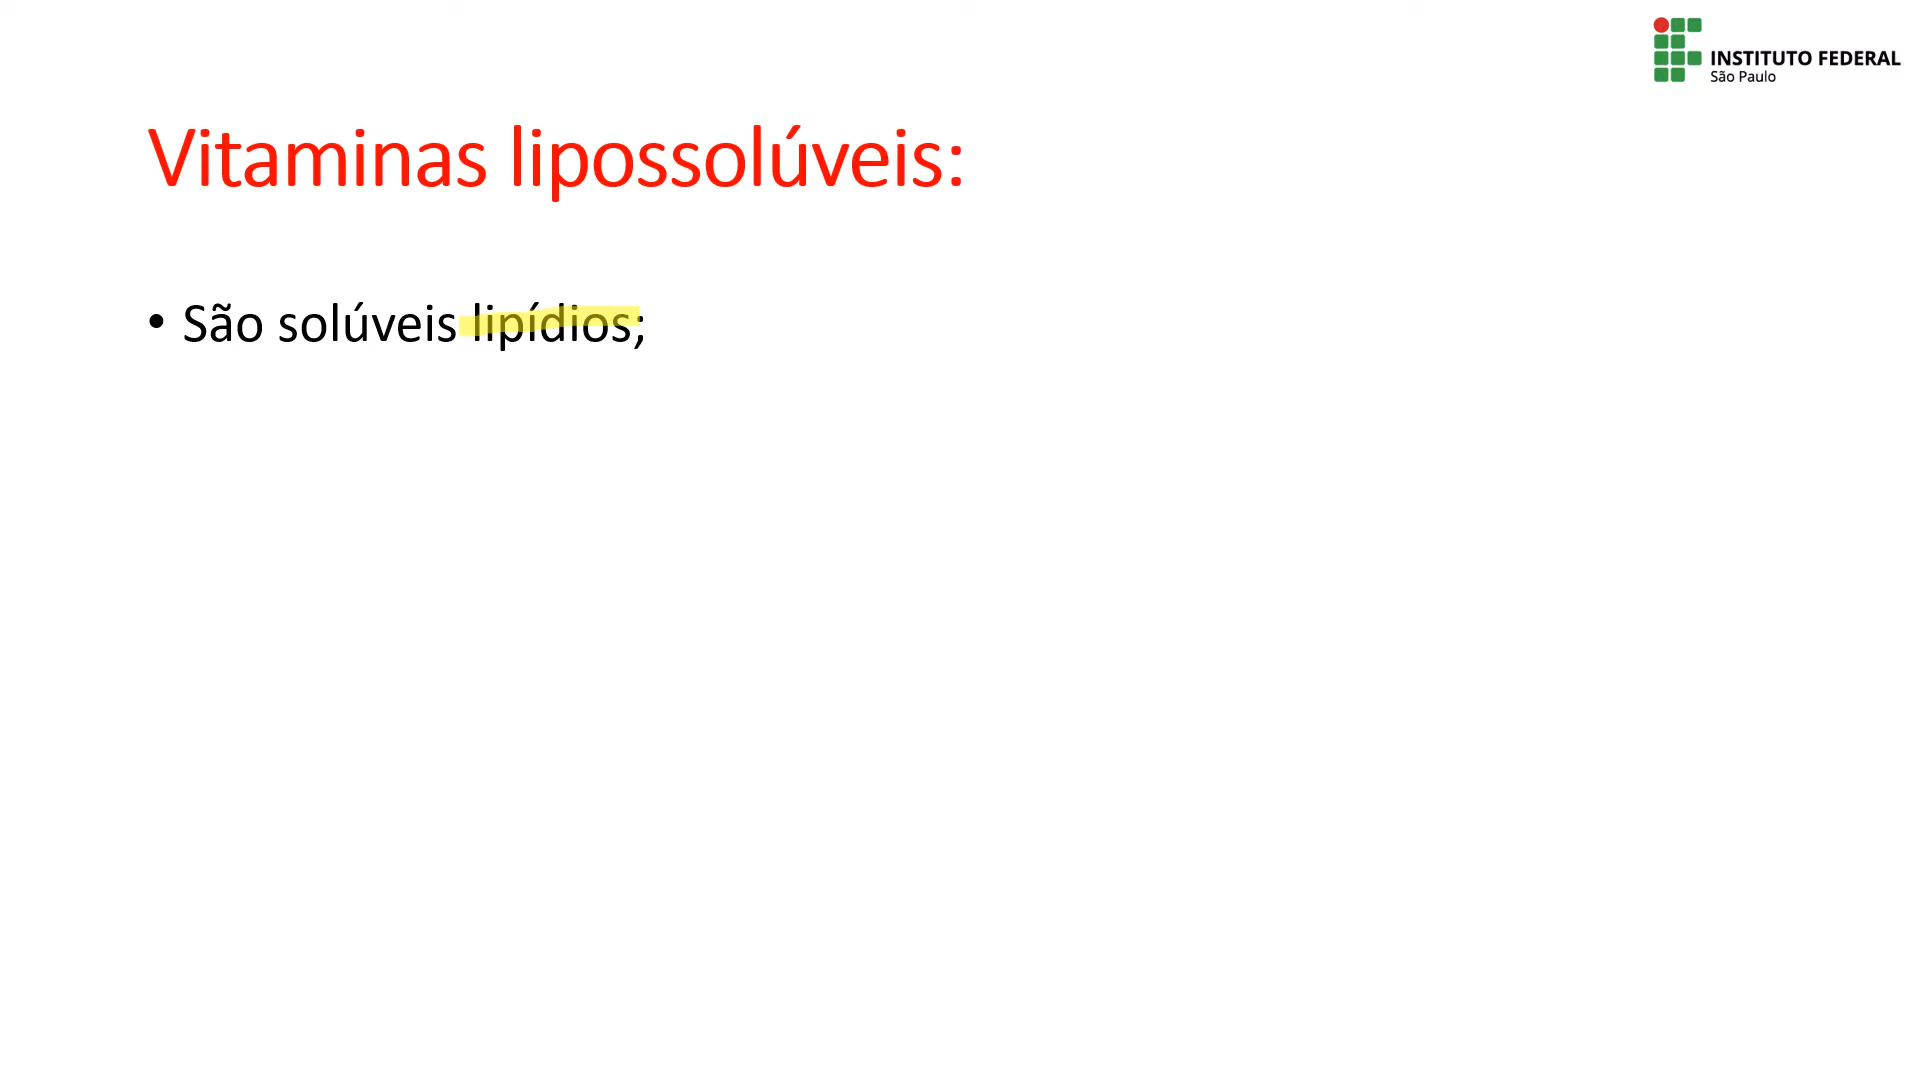 INSTITUTO FEDERAL
São Paulo
Vitaminas lipossolúveis:
• São solúveis lipídios;